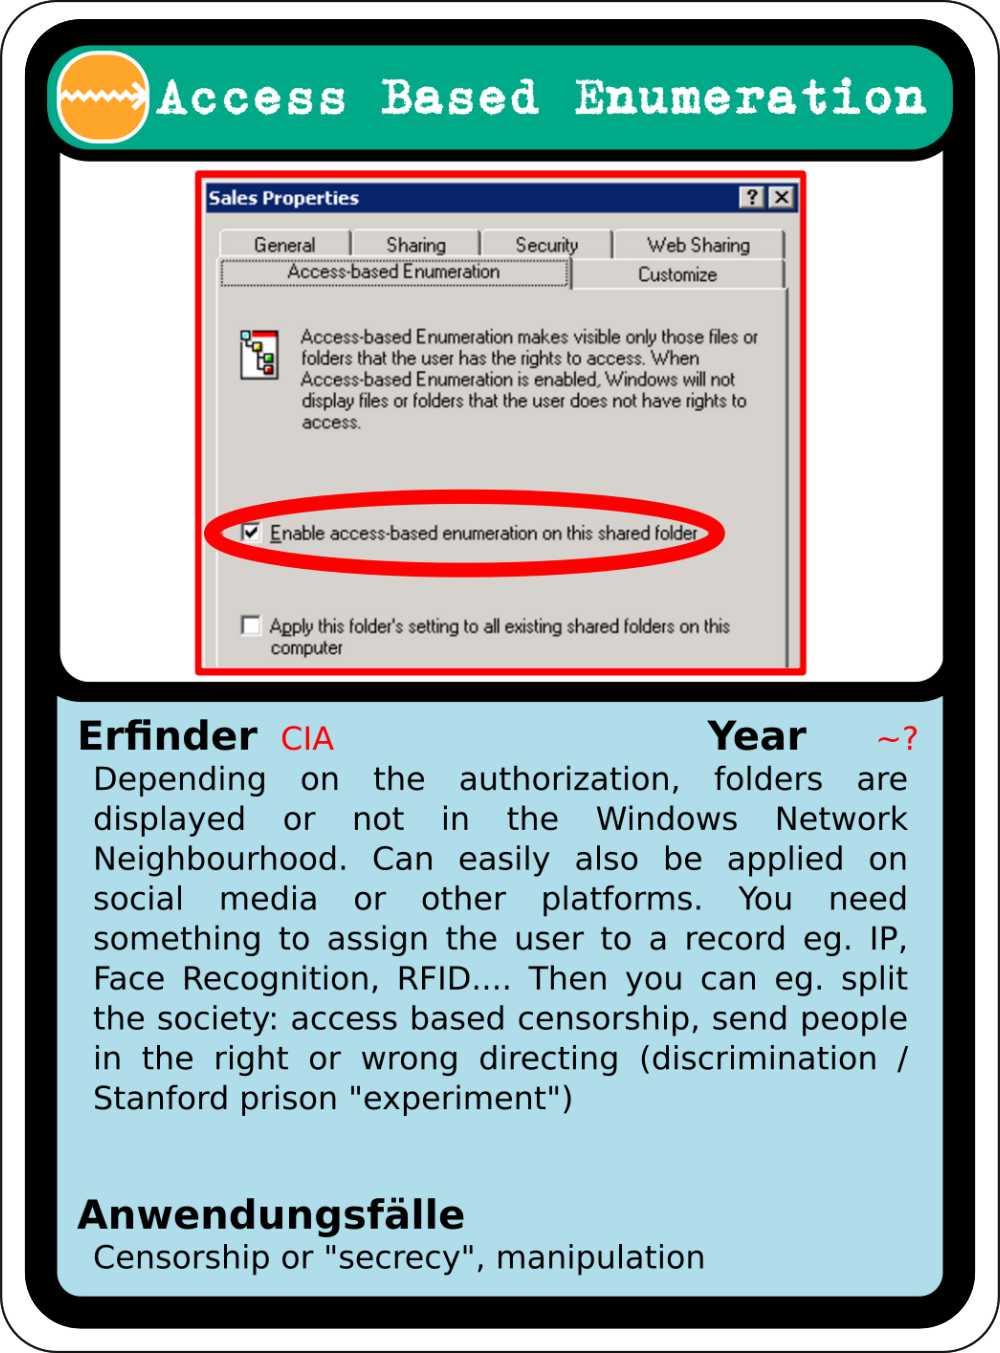 Access Based Enumeration
Sales Properties
General Sharing Security Web Sharing
Access-based Enumeration Customize
Access-based Enumeration makes visible only those files or
folders that the user has the rights to access. When
Access-based Enumeration is enabled, Windows will not
display files or folders that the user does not have rights to
access.
Enable access-based enumeration on this shared folder
Apply this folder's setting to all existing shared folders on this
computer
Erfinder CIA Year ~?
Depending on the authorization, folders are
displayed or not in the Windows Network
Neighbourhood. Can easily also be applied on
social media or other platforms. You need
something to assign the user to a record eg. IP,
Face Recognition, RFID.... Then you can eg. split
the society: access based censorship, send people
in the right or wrong directing (discrimination /
Stanford prison "experiment")
Anwendungsfälle
Censorship or "secrecy", manipulation